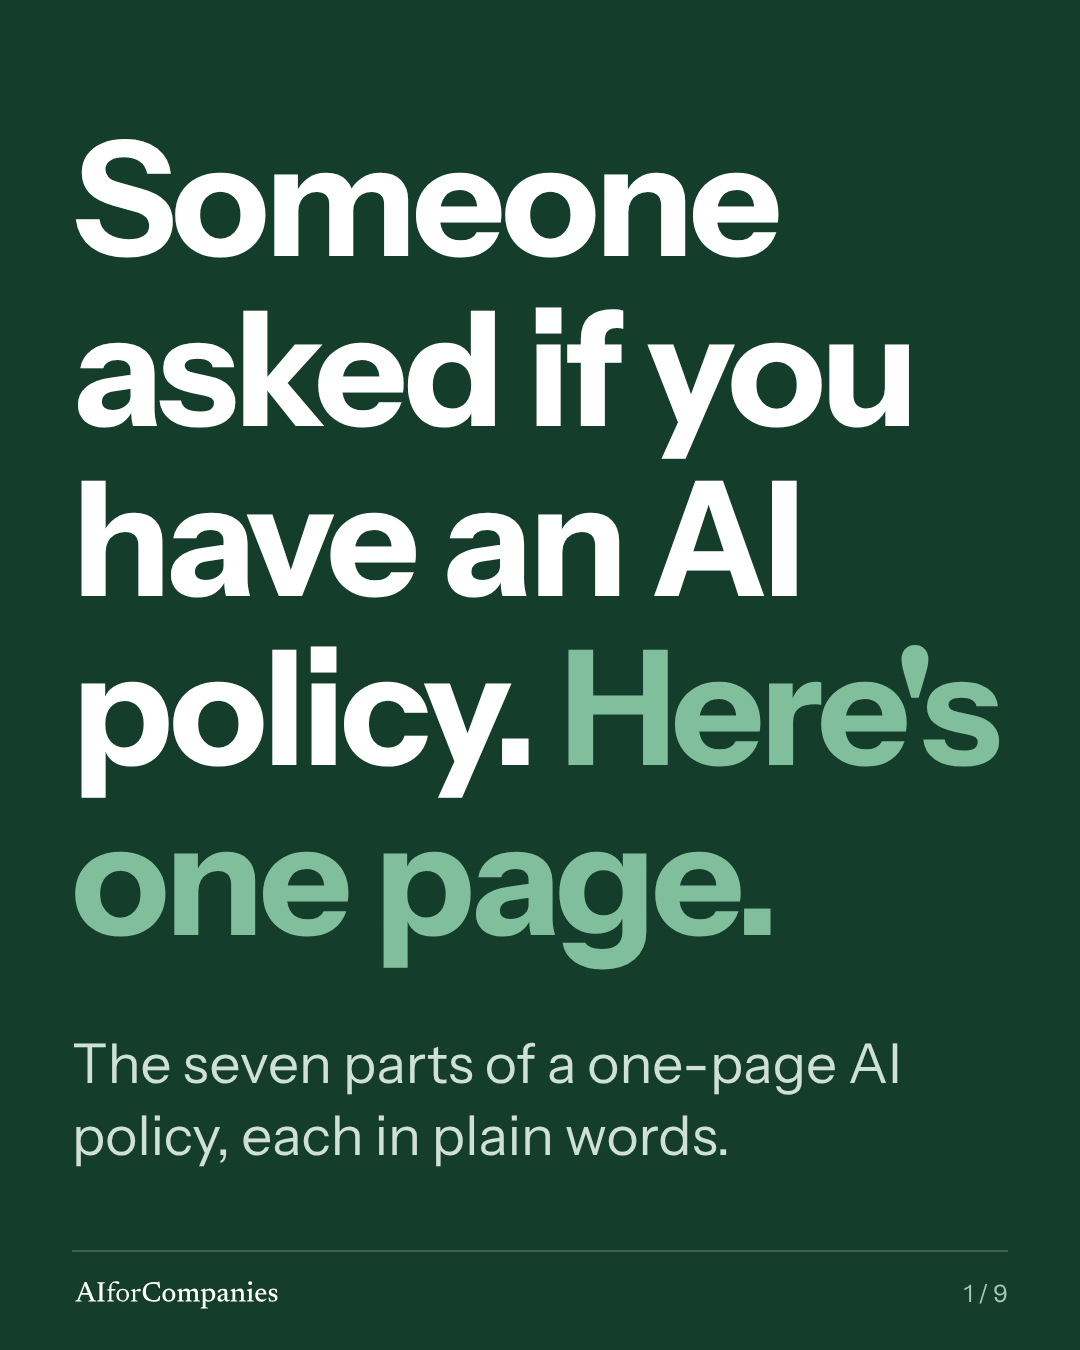 Someone
asked if you
have an AI
policy. Here's
one page.
The seven parts of a one-page AI
policy, each in plain words.
AIforCompanies
1 / 9